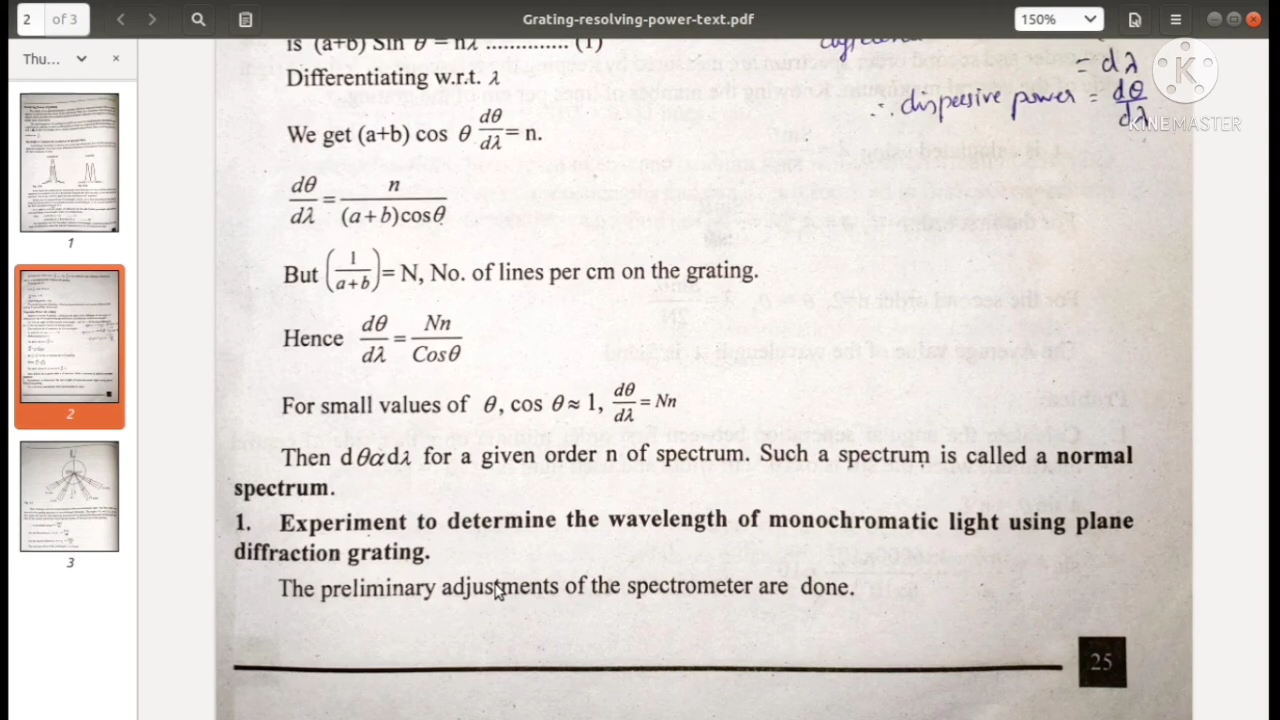 2 of 3
Grating-resolving-power-text.pdf
150%
Thu...
1
2
3
is (a+b) Sin θ = nλ .............. (1)
Differentiating w.r.t. λ
We get (a+b) cos θ dθ/dλ = n.
dθ/dλ = n/(a+b)cosθ
But (1/a+b) = N, No. of lines per cm on the grating.
Hence dθ/dλ = Nn/Cosθ
For small values of θ, cos θ ≈ 1, dθ/dλ = Nn
Then dθαdλ for a given order n of spectrum. Such a spectrum is called a normal
spectrum.
1. Experiment to determine the wavelength of monochromatic light using plane
diffraction grating.
The preliminary adjustments of the spectrometer are done.
25
= dλ
∴ dispersive power = dθ/dλ
K
KINEMASTER